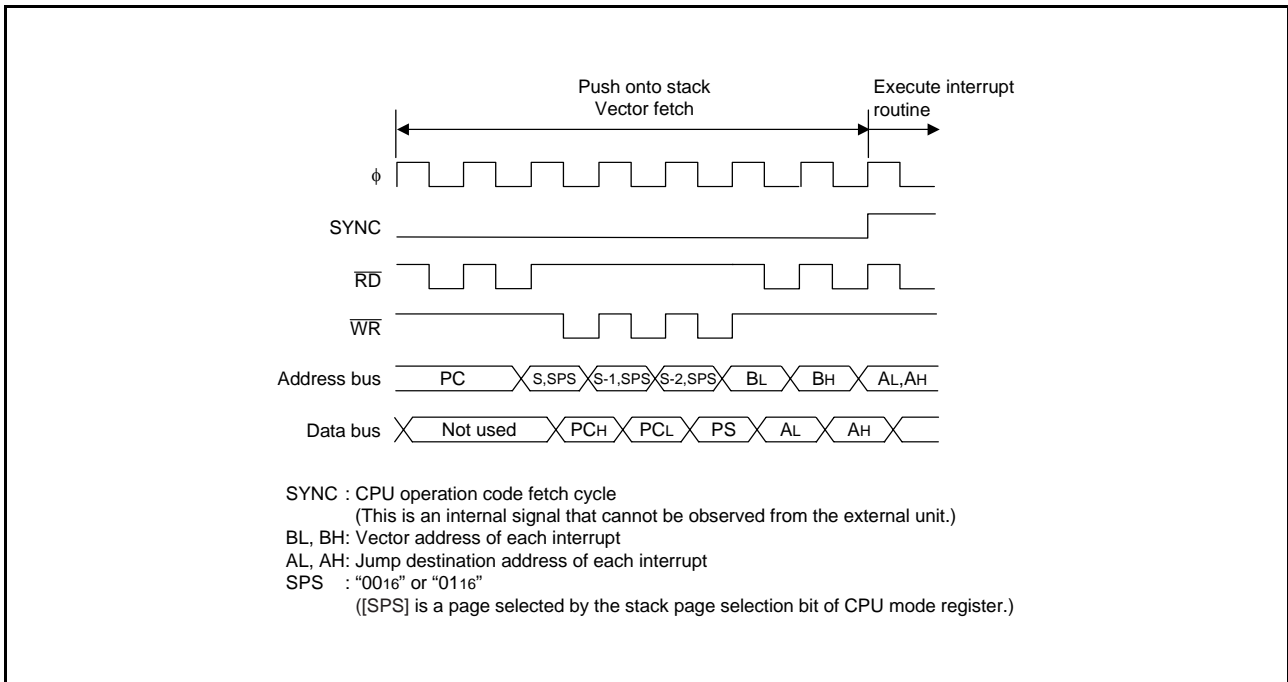 Push onto stack
Vector fetch
Execute interrupt
routine
ϕ
SYNC
RD
WR
Address bus
PC
S,SPS
S-1,SPS
S-2,SPS
BL
BH
AL,AH
Data bus
Not used
PCH
PCL
PS
AL
AH
SYNC : CPU operation code fetch cycle
(This is an internal signal that cannot be observed from the external unit.)
BL, BH: Vector address of each interrupt
AL, AH: Jump destination address of each interrupt
SPS : “0016” or “0116”
([SPS] is a page selected by the stack page selection bit of CPU mode register.)